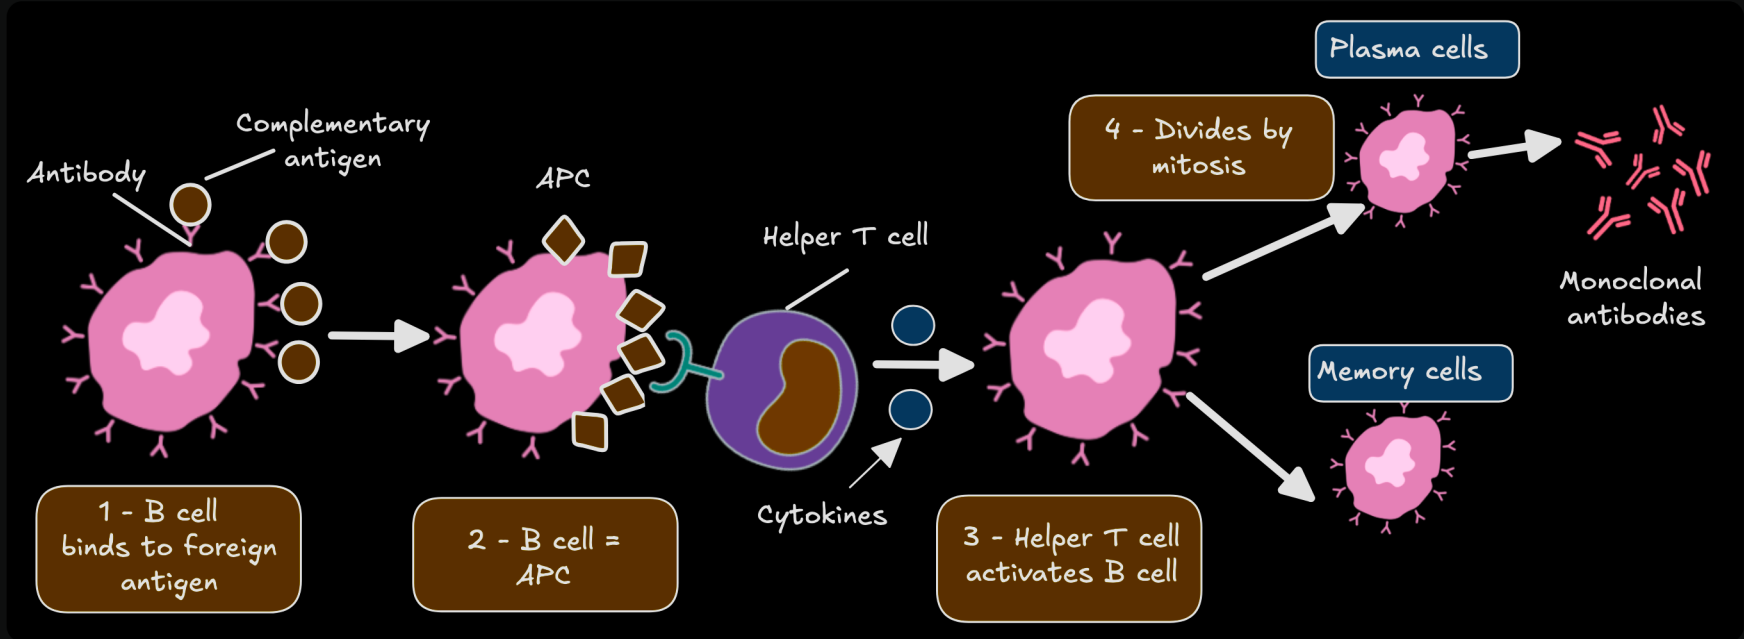 Complementary
antigen
Antibody
1 - B cell
binds to foreign
antigen
APC
2 - B cell =
APC
Helper T cell
Cytokines
3 - Helper T cell
activates B cell
4 - Divides by
mitosis
Plasma cells
Monoclonal
antibodies
Memory cells